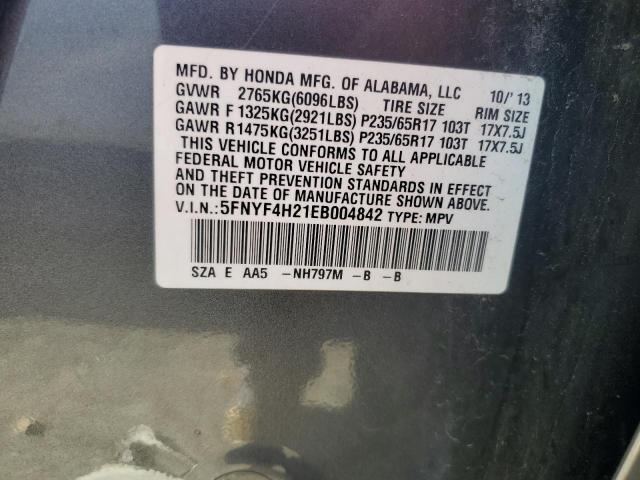 MFD. BY HONDA MFG. OF ALABAMA, LLC 10/'13
GVWR 2765KG(6096LBS) TIRE SIZE RIM SIZE
GAWR F 1325KG(2921LBS) P235/65R17 103T 17X7.5J
GAWR R 1475KG(3251LBS) P235/65R17 103T 17X7.5J
THIS VEHICLE CONFORMS TO ALL APPLICABLE
FEDERAL MOTOR VEHICLE SAFETY
AND THEFT PREVENTION STANDARDS IN EFFECT
ON THE DATE OF MANUFACTURE SHOWN ABOVE.
V.I.N.: 5FNYF4H21EB004842 TYPE: MPV
SZA E AA5 -NH797M -B -B